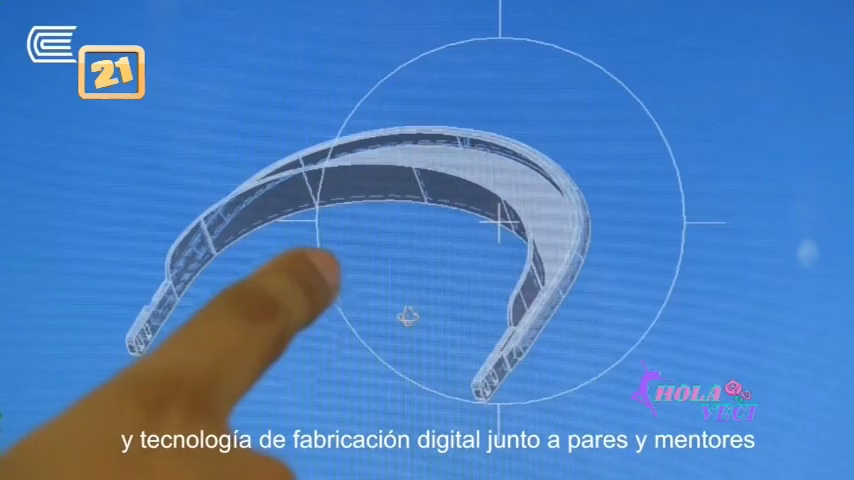 21
HOLA
VECI
y tecnología de fabricación digital junto a pares y mentores